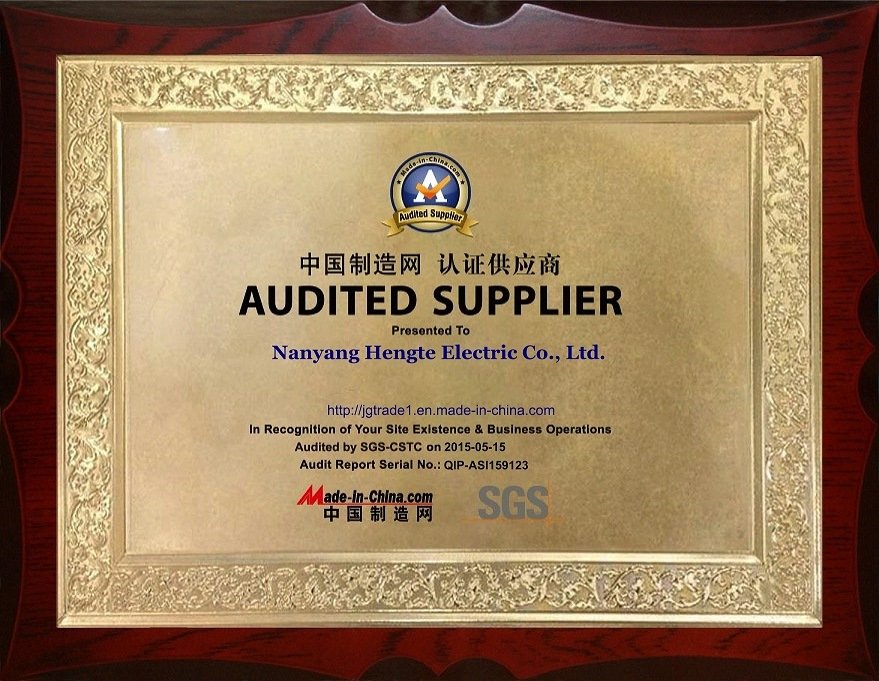 Made-in-China.com
A
Audited Supplier
中国制造网 认证供应商
AUDITED SUPPLIER
Presented To
Nanyang Hengte Electric Co., Ltd.
http://jgtrade1.en.made-in-china.com
In Recognition of Your Site Existence & Business Operations
Audited by SGS-CSTC on 2015-05-15
Audit Report Serial No.: QIP-ASI159123
Made-in-China.com
中国制造网
SGS